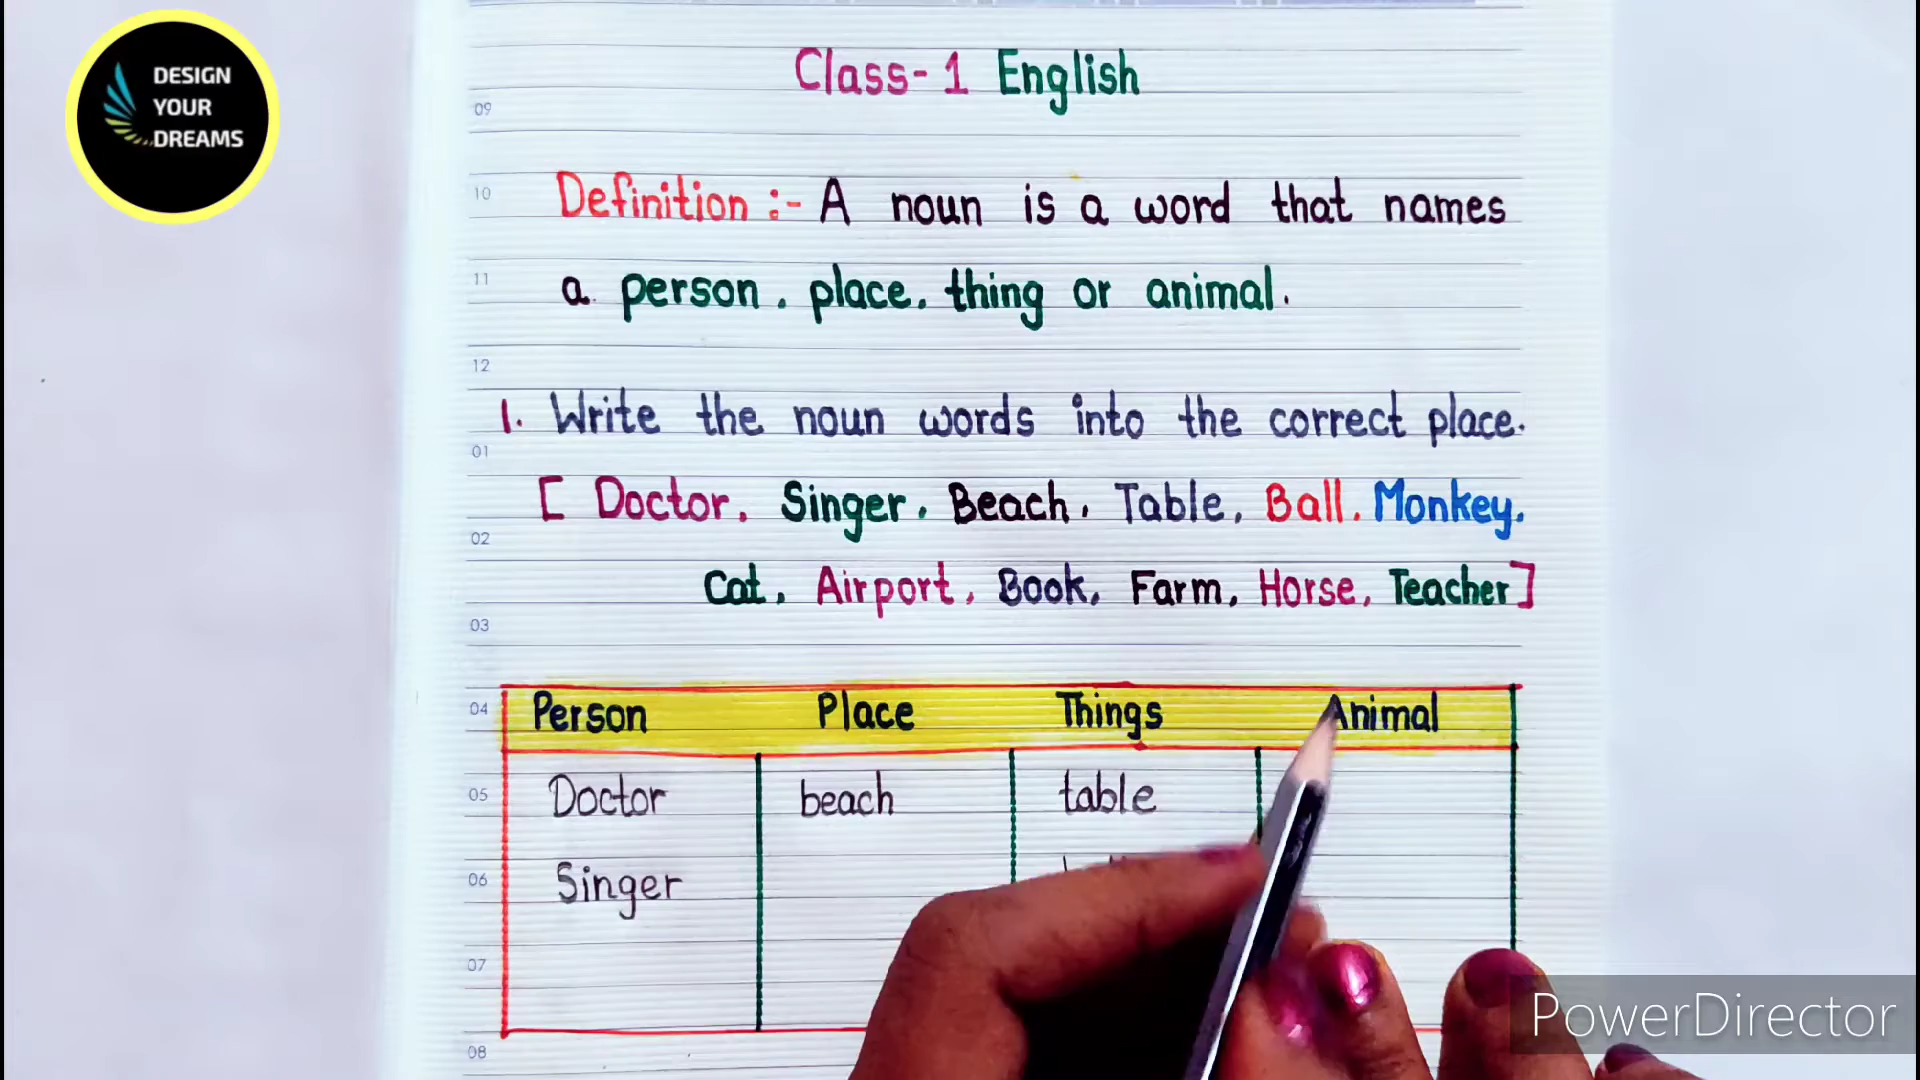 DESIGN
YOUR
DREAMS
Class-1 English
09
10
Definition :- A noun is a word that names
11
a person, place, thing or animal.
12
1. Write the noun words into the correct place.
01
[ Doctor, Singer, Beach, Table, Ball, Monkey,
02
Cat, Airport, Book, Farm, Horse, Teacher]
03
04
Person Place Things Animal
05
Doctor beach table
06
Singer
07
08
PowerDirector